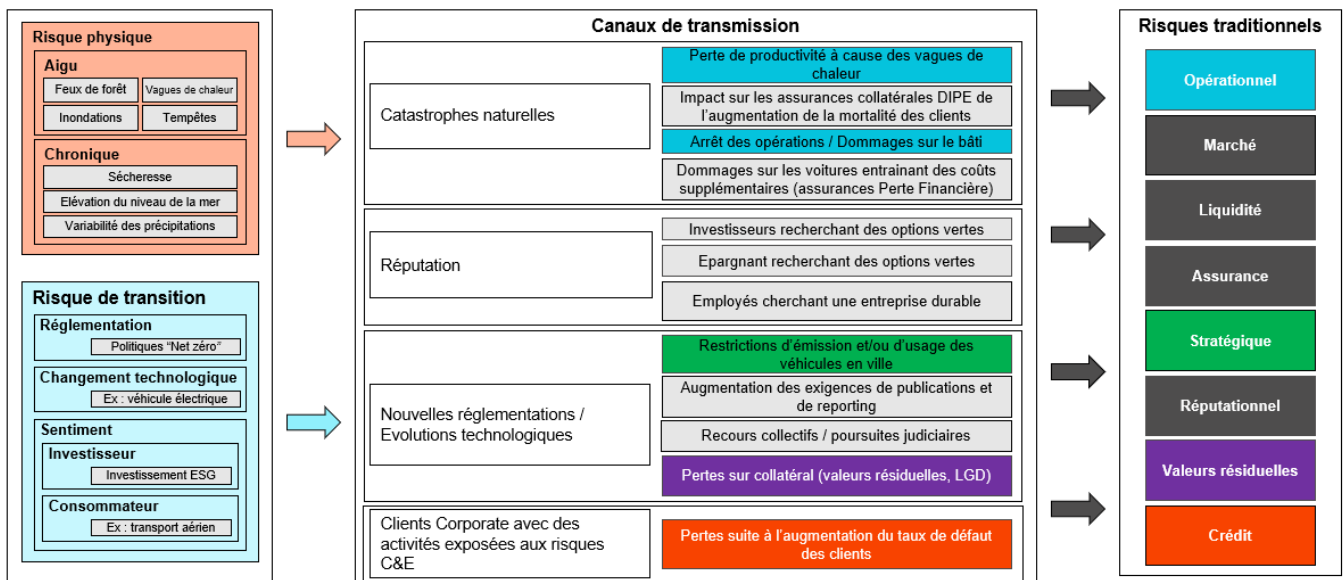 Risque physique
Aigu
Feux de forêt
Vagues de chaleur
Inondations
Tempêtes
Chronique
Sécheresse
Elévation du niveau de la mer
Variabilité des précipitations
Risque de transition
Réglementation
Politiques “Net zéro”
Changement technologique
Ex : véhicule électrique
Sentiment
Investisseur
Investissement ESG
Consommateur
Ex : transport aérien
Canaux de transmission
Catastrophes naturelles
Perte de productivité à cause des vagues de
chaleur
Impact sur les assurances collatérales DIPE de
l’augmentation de la mortalité des clients
Arrêt des opérations / Dommages sur le bâti
Dommages sur les voitures entrainant des coûts
supplémentaires (assurances Perte Financière)
Réputation
Investisseurs recherchant des options vertes
Epargnant recherchant des options vertes
Employés cherchant une entreprise durable
Nouvelles réglementations /
Evolutions technologiques
Restrictions d’émission et/ou d’usage des
véhicules en ville
Augmentation des exigences de publications et
de reporting
Recours collectifs / poursuites judiciaires
Pertes sur collatéral (valeurs résiduelles, LGD)
Clients Corporate avec des
activités exposées aux risques
C&E
Pertes suite à l’augmentation du taux de défaut
des clients
Risques traditionnels
Opérationnel
Marché
Liquidité
Assurance
Stratégique
Réputationnel
Valeurs résiduelles
Crédit